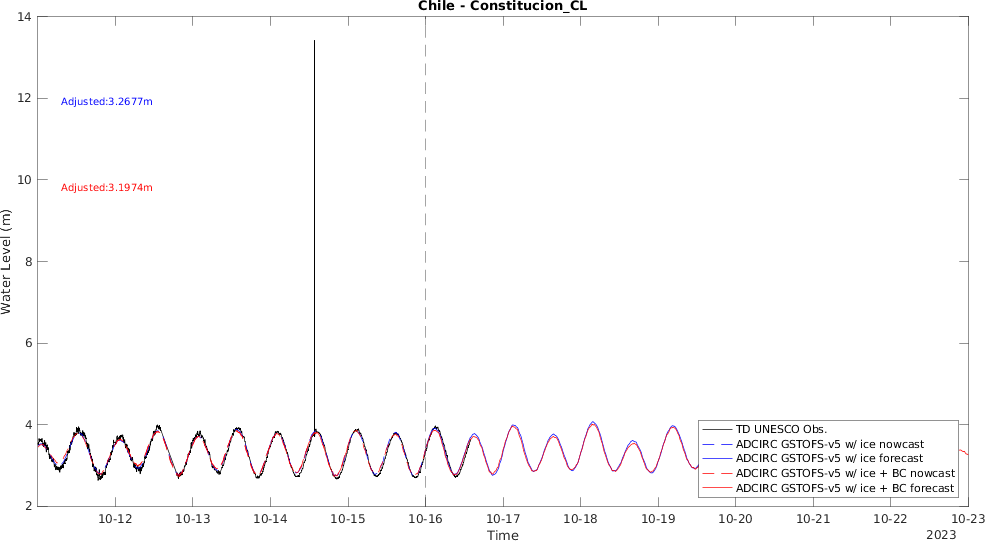 Chile - Constitucion_CL
14
12
10
8
6
4
2
Water Level (m)
Adjusted:3.2677m
Adjusted:3.1974m
TD UNESCO Obs.
ADCIRC GSTOFS-v5 w/ ice nowcast
ADCIRC GSTOFS-v5 w/ ice forecast
ADCIRC GSTOFS-v5 w/ ice + BC nowcast
ADCIRC GSTOFS-v5 w/ ice + BC forecast
10-12 10-13 10-14 10-15 10-16 10-17 10-18 10-19 10-20 10-21 10-22 10-23
Time
2023